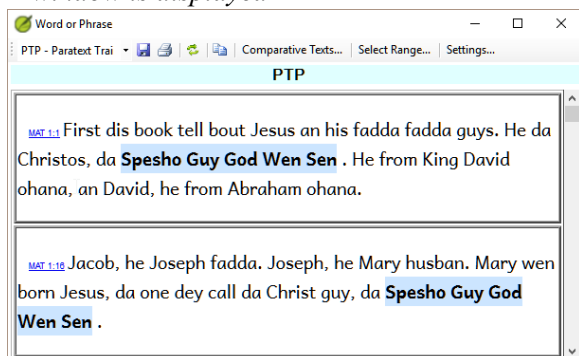 window is displayed
Word or Phrase
PTP - Paratext Trai Comparative Texts... Select Range... Settings...
PTP
MAT 1:1 First dis book tell bout Jesus an his fadda fadda guys. He da
Christos, da Spesho Guy God Wen Sen . He from King David
ohana, an David, he from Abraham ohana.
MAT 1:16 Jacob, he Joseph fadda. Joseph, he Mary husban. Mary wen
born Jesus, da one dey call da Christ guy, da Spesho Guy God
Wen Sen .